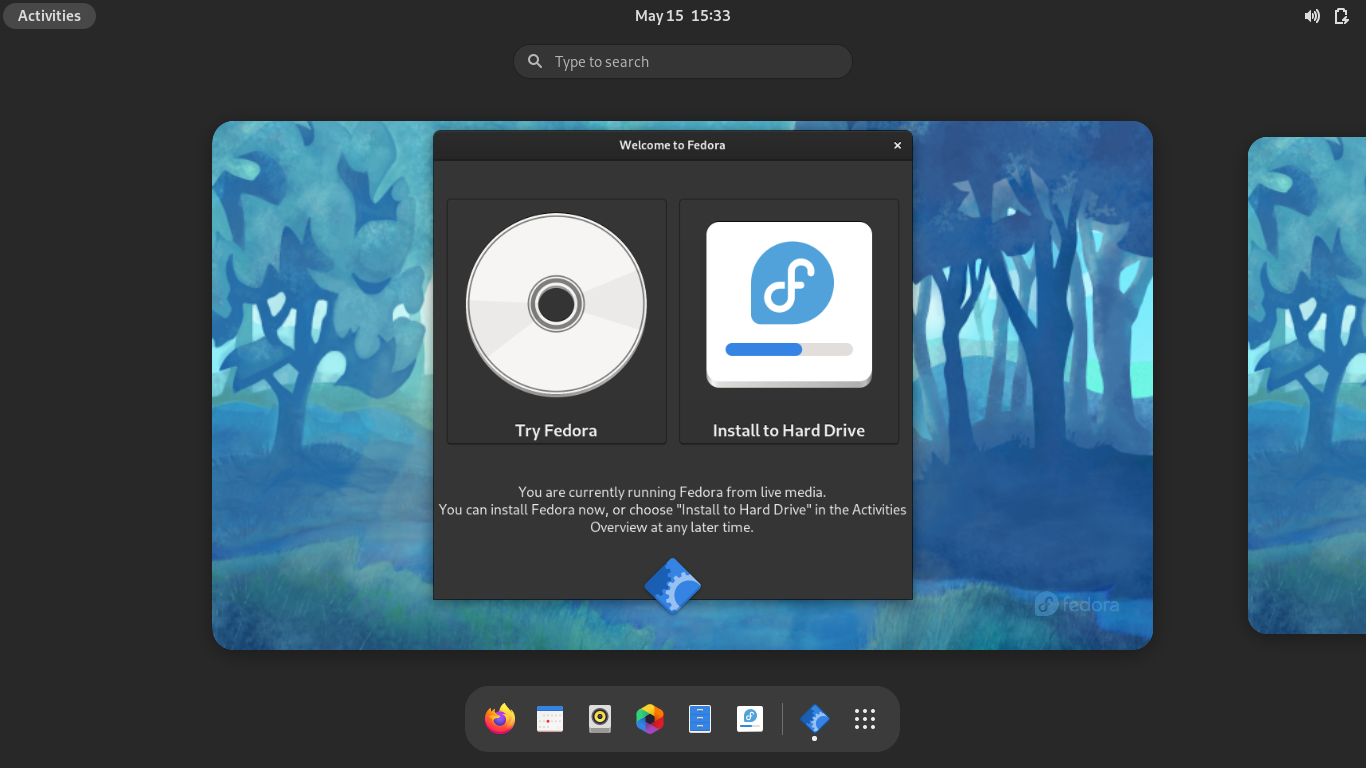 Activities
May 15 15:33
Type to search
Welcome to Fedora
Try Fedora
Install to Hard Drive
You are currently running Fedora from live media.
You can install Fedora now, or choose "Install to Hard Drive" in the Activities
Overview at any later time.
fedora